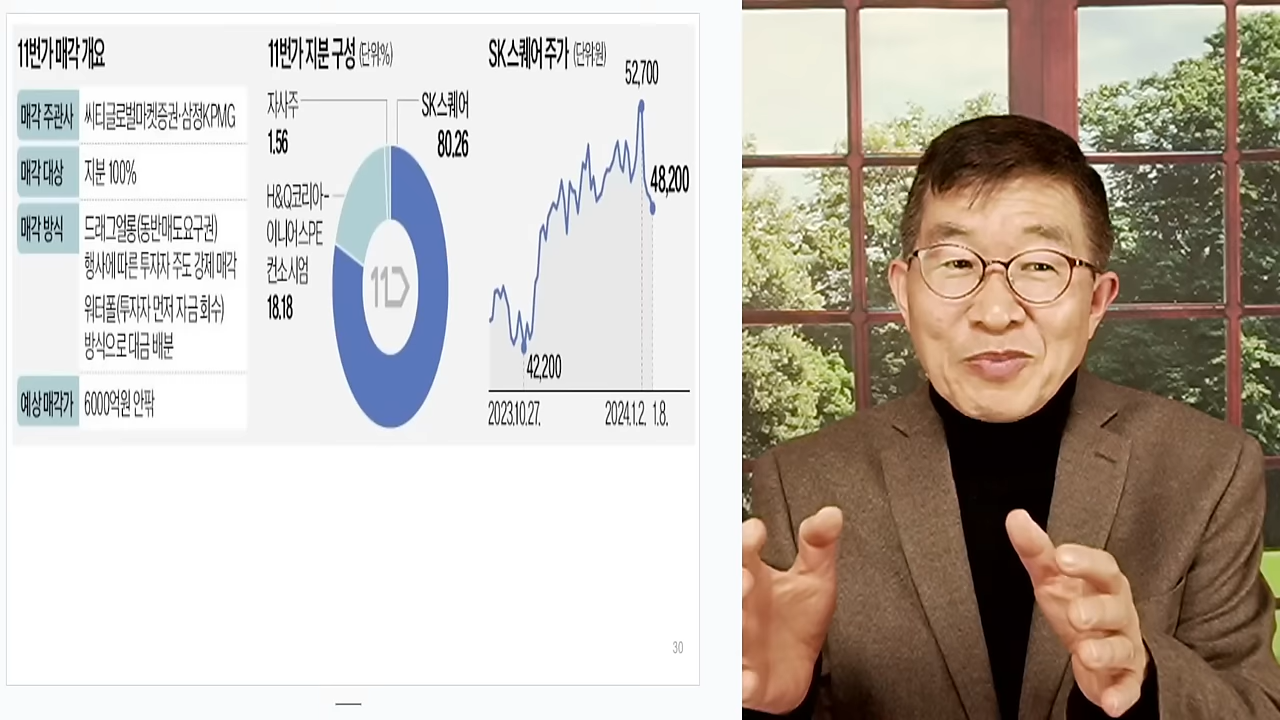 11번가 매각 개요
매각 주관사 씨티글로벌마켓증권·삼정KPMG
매각 대상 지분 100%
매각 방식 드래그얼롱(동반매도요구권)
행사에 따른 투자자 주도 강제 매각
워터폴(투자자 먼저 자금 회수)
방식으로 대금 배분
예상 매각가 6000억원 안팎
11번가 지분 구성 (단위:%)
자사주
1.56
SK스퀘어
80.26
H&Q코리아-
이니어스PE
컨소시엄
18.18
11
SK스퀘어 주가 (단위:원)
52,700
48,200
42,200
2023.10.27.
2024.1.2. 1.8.
30